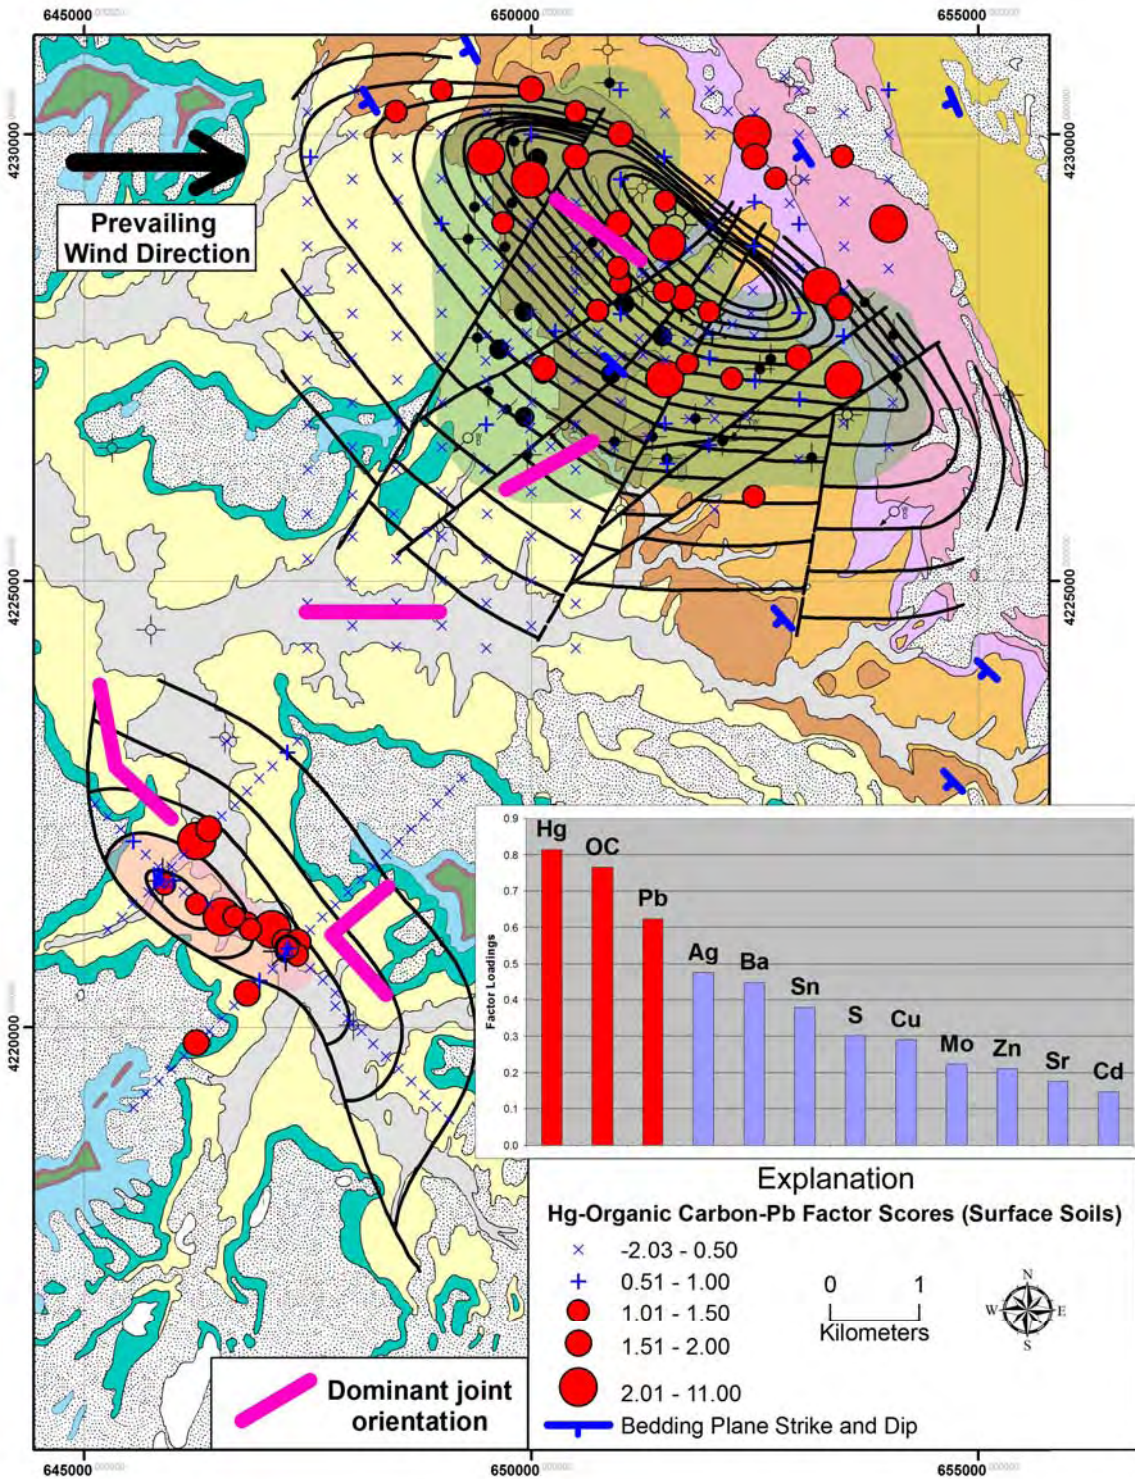 645000
650000
655000
4230000
4230000
Prevailing
Wind Direction
4225000
4225000
4220000
0.9
0.8
0.7
0.6
0.5
0.4
0.3
0.2
0.1
0.0
Factor Loadings
Hg
OC
Pb
Ag
Ba
Sn
S
Cu
Mo
Zn
Sr
Cd
Explanation
Hg-Organic Carbon-Pb Factor Scores (Surface Soils)
-2.03 - 0.50
0.51 - 1.00
1.01 - 1.50
1.51 - 2.00
2.01 - 11.00
Bedding Plane Strike and Dip
0 1
Kilometers
N
W E
S
Dominant joint
orientation
645000
650000
655000